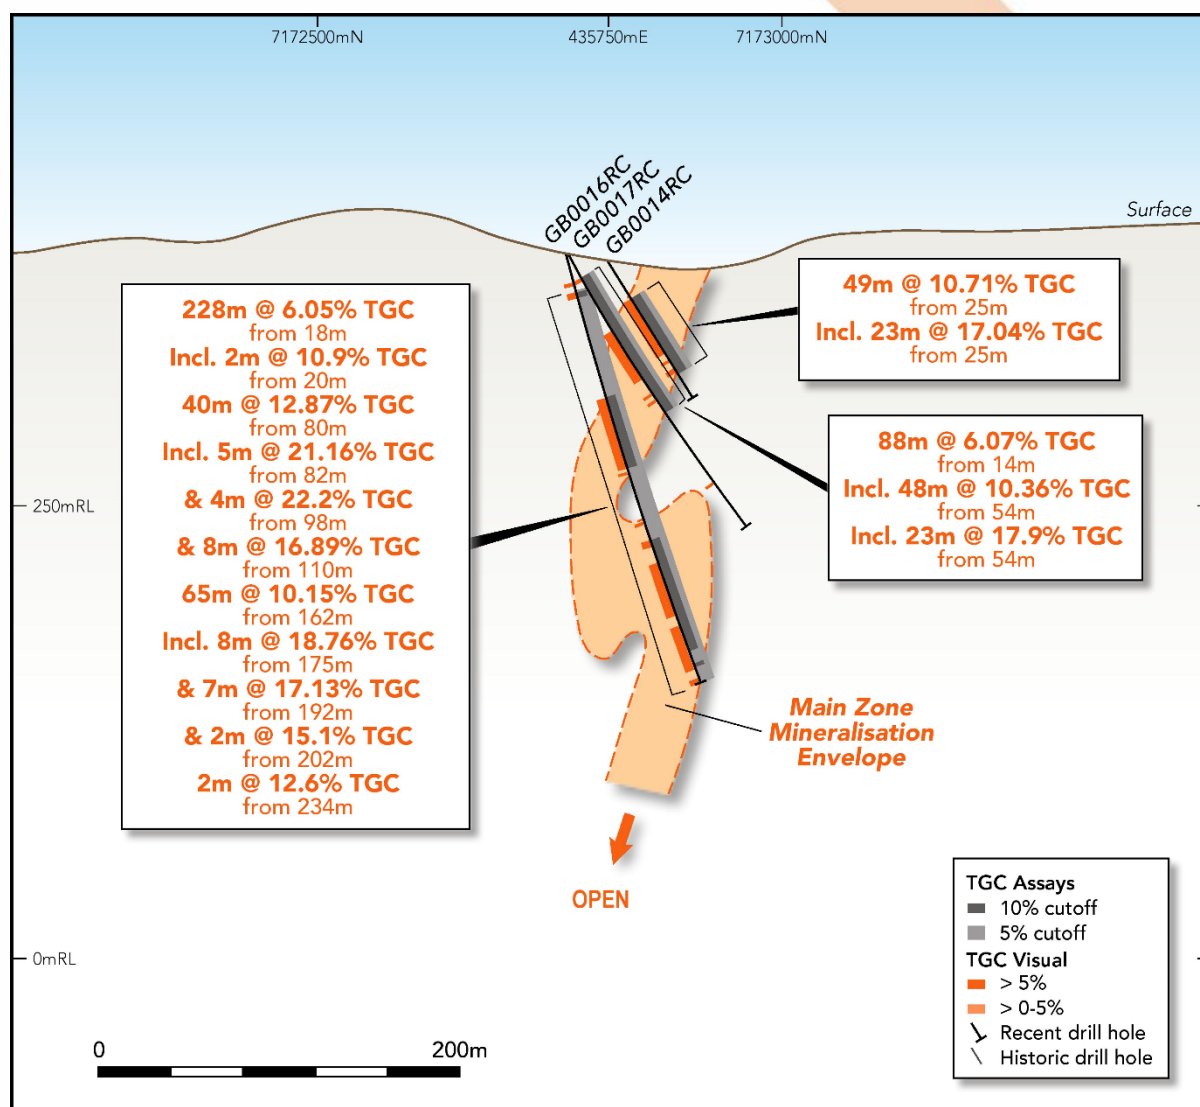 7172500mN
435750mE
7173000mN
GB0016RC
GB0017RC
GB0014RC
Surface
228m @ 6.05% TGC
from 18m
Incl. 2m @ 10.9% TGC
from 20m
40m @ 12.87% TGC
from 80m
Incl. 5m @ 21.16% TGC
from 82m
& 4m @ 22.2% TGC
from 98m
& 8m @ 16.89% TGC
from 110m
65m @ 10.15% TGC
from 162m
Incl. 8m @ 18.76% TGC
from 175m
& 7m @ 17.13% TGC
from 192m
& 2m @ 15.1% TGC
from 202m
2m @ 12.6% TGC
from 234m
49m @ 10.71% TGC
from 25m
Incl. 23m @ 17.04% TGC
from 25m
88m @ 6.07% TGC
from 14m
Incl. 48m @ 10.36% TGC
from 54m
Incl. 23m @ 17.9% TGC
from 54m
250mRL
Main Zone
Mineralisation
Envelope
OPEN
0mRL
TGC Assays
10% cutoff
5% cutoff
TGC Visual
> 5%
> 0-5%
Recent drill hole
Historic drill hole
0
200m